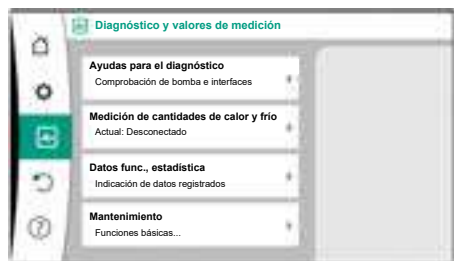 Diagnóstico y valores de medición
Ayudas para el diagnóstico
Comprobación de bomba e interfaces
Medición de cantidades de calor y frío
Actual: Desconectado
Datos func., estadística
Indicación de datos registrados
Mantenimiento
Funciones básicas...